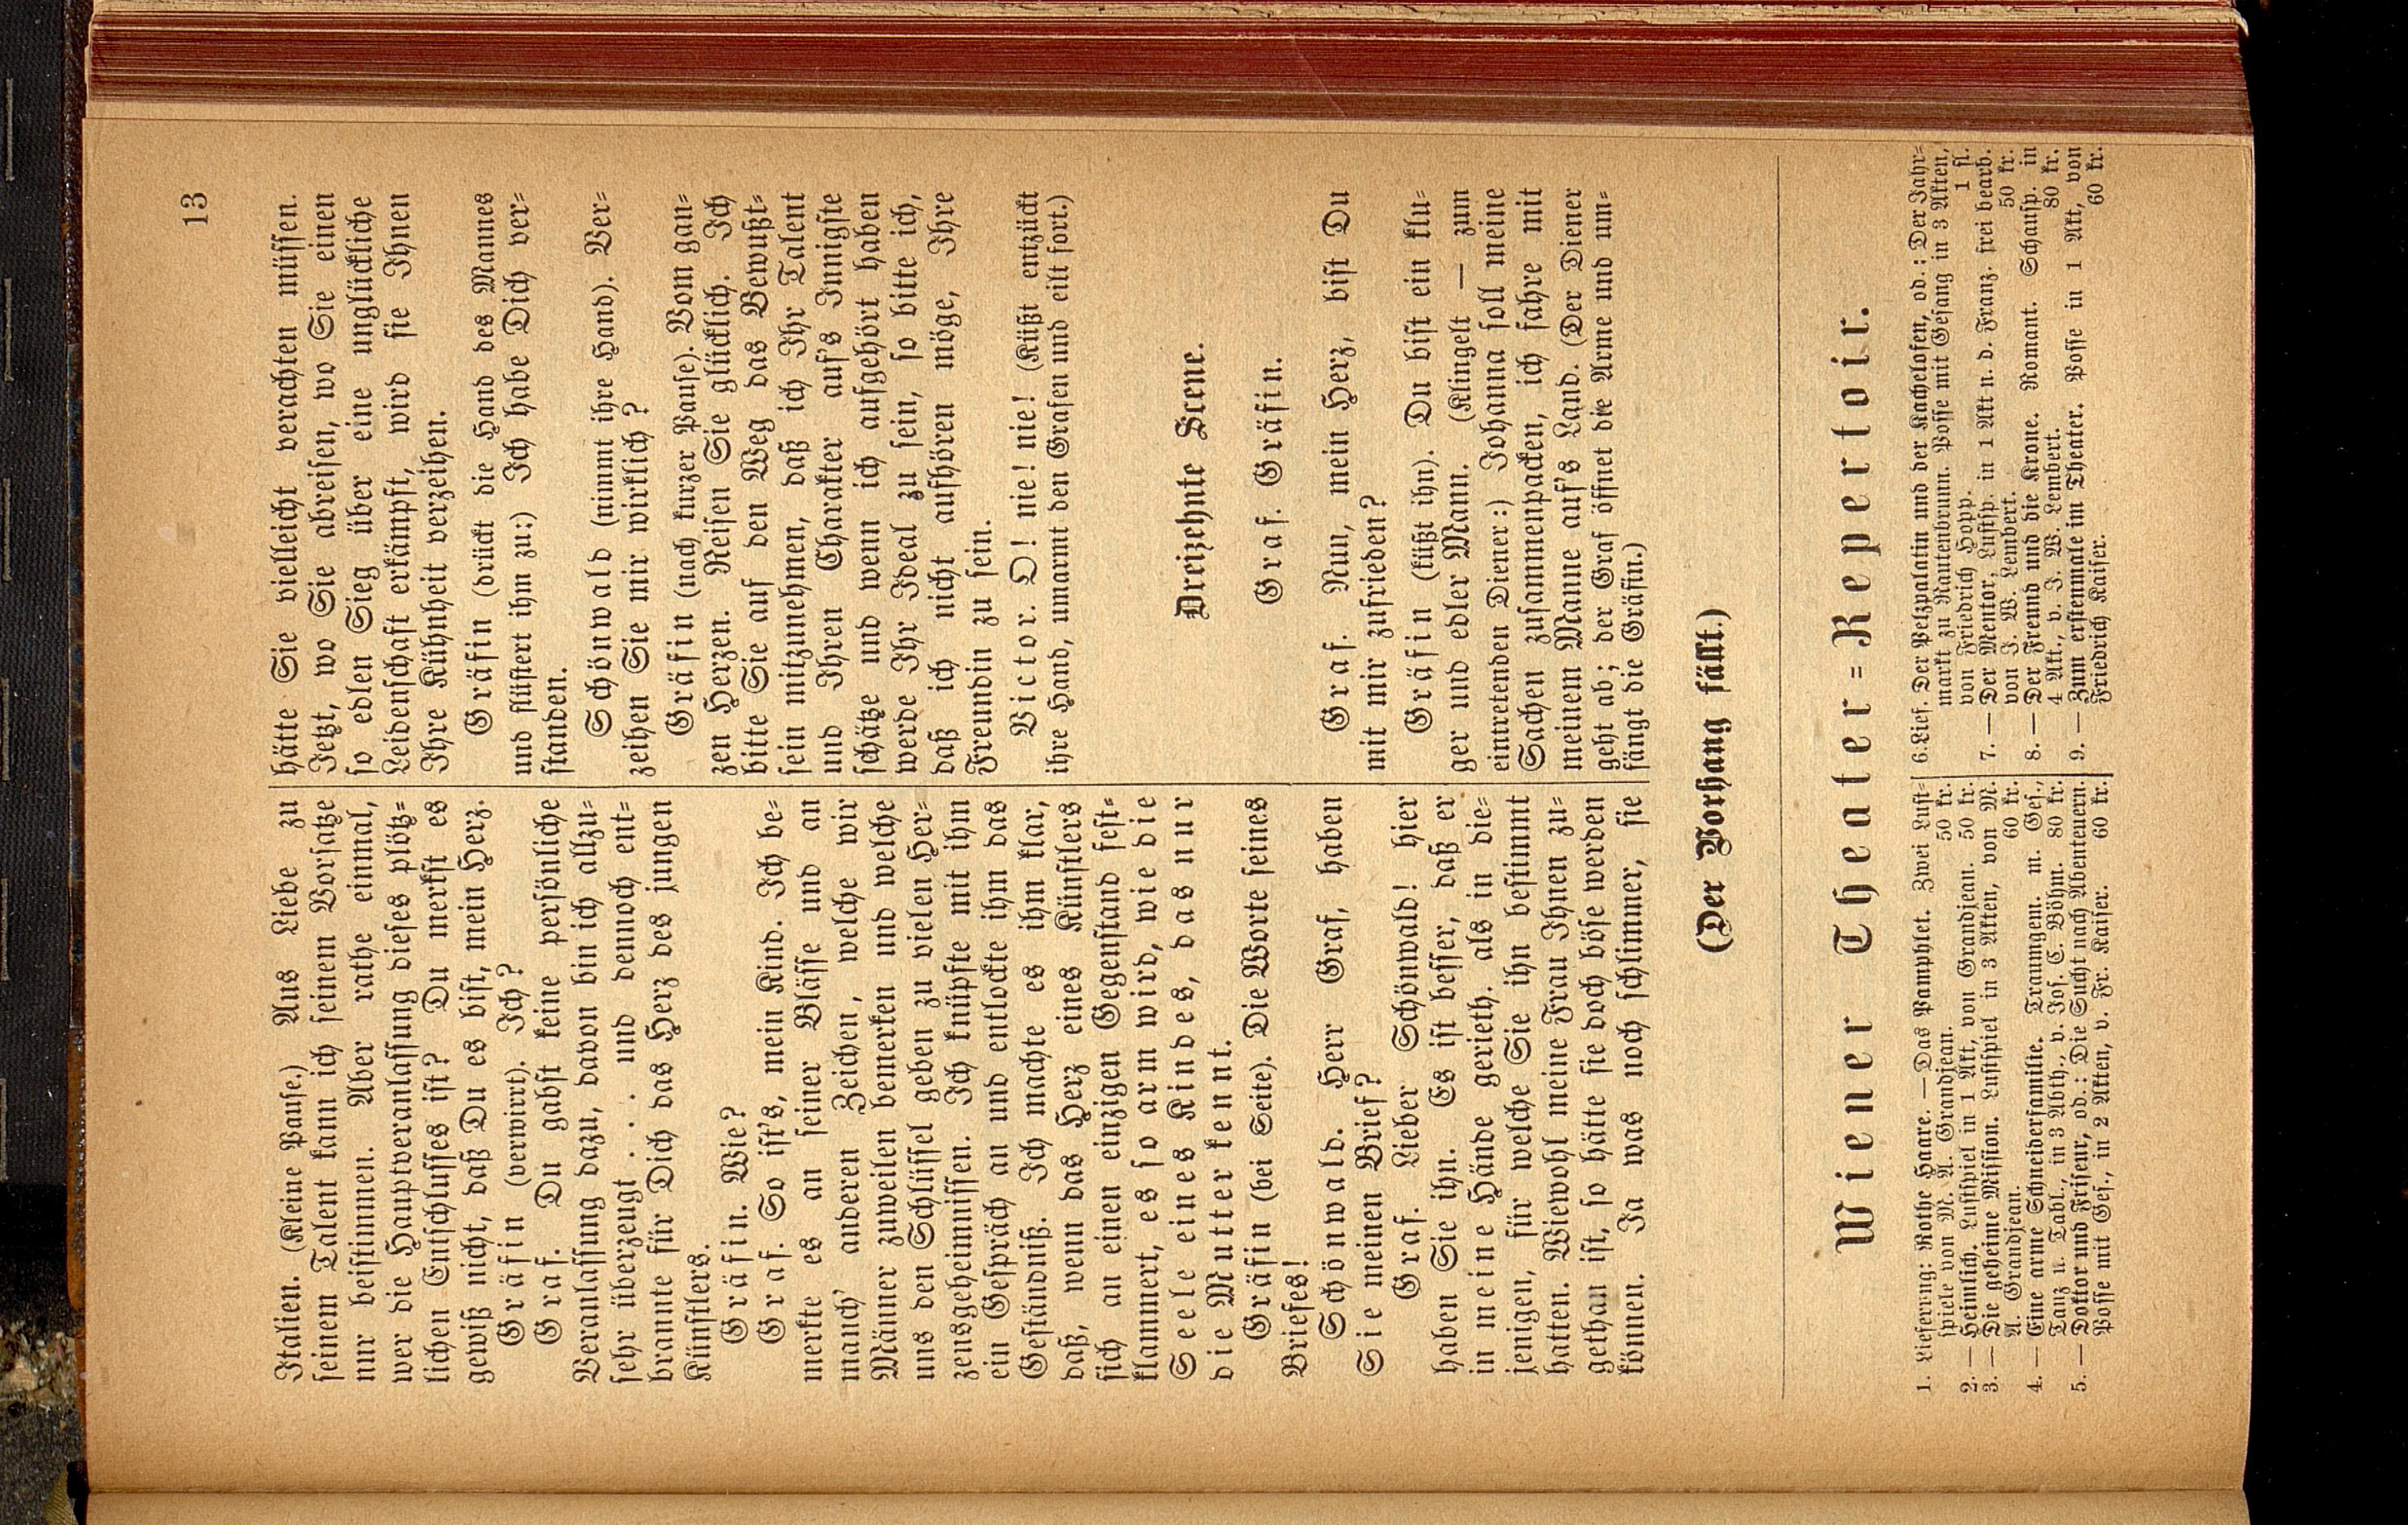 13
Italien. (Kleine Pause.) Aus Liebe zu
seinem Talent kann ich seinem Vorsatze
nur beistimmen. Aber rathe einmal,
wer die Hauptveranlassung dieses plötz-
lichen Entschlusses ist? Du merkst es
gewiß nicht, daß Du es bist, mein Herz.
Gräfin (verwirrt). Ich?
Graf. Du gabst keine persönliche
Veranlassung dazu, davon bin ich allzu-
sehr überzeugt . . . und dennoch ent-
brannte für Dich das Herz des jungen
Künstlers.
Gräfin. Wie?
Graf. So ist's, mein Kind. Ich be-
merkte es an seiner Blässe und an
manch' anderen Zeichen, welche wir
Männer zuweilen bemerken und welche
uns den Schlüssel geben zu vielen Her-
zensgeheimnissen. Ich knüpfte mit ihm
ein Gespräch an und entlockte ihm das
Geständniß. Ich machte es ihm klar,
daß, wenn das Herz eines Künstlers
sich an einen einzigen Gegenstand fest-
klammert, es so arm wird, wie die
Seele eines Kindes, das nur
die Mutter kennt.
Gräfin (bei Seite). Die Worte seines
Briefes!
Schönwald. Herr Graf, haben
Sie meinen Brief?
Graf. Lieber Schönwald! hier
haben Sie ihn. Es ist besser, daß er
in meine Hände gerieth. als in die-
jenigen, für welche Sie ihn bestimmt
hatten. Wiewohl meine Frau Ihnen zu-
gethan ist, so hätte sie doch böse werden
können. Ja was noch schlimmer, sie
hätte Sie vielleicht verachten müssen.
Jetzt, wo Sie abreisen, wo Sie einen
so edlen Sieg über eine unglückliche
Leidenschaft erkämpft, wird sie Ihnen
Ihre Kühnheit verzeihen.
Gräfin (drückt die Hand des Mannes
und flüstert ihm zu:) Ich habe Dich ver-
standen.
Schönwald (nimmt ihre Hand). Ver-
zeihen Sie mir wirklich?
Gräfin (nach kurzer Pause). Vom gan-
zen Herzen. Reisen Sie glücklich. Ich
bitte Sie auf den Weg das Bewußt-
sein mitzunehmen, daß ich Ihr Talent
und Ihren Charakter auf's Innigste
schätze und wenn ich aufgehört haben
werde Ihr Ideal zu sein, so bitte ich,
daß ich nicht aufhören möge, Ihre
Freundin zu sein.
Victor. O! nie! nie! (Küßt entzückt
ihre Hand, umarmt den Grafen und eilt fort.)
Dreizehnte Scene.
Graf. Gräfin.
Graf. Nun, mein Herz, bist Du
mit mir zufrieden?
Gräfin (küßt ihn). Du bist ein klu-
ger und edler Mann. (Klingelt — zum
eintretenden Diener:) Johanna soll meine
Sachen zusammenpacken, ich fahre mit
meinem Manne auf's Land. (Der Diener
geht ab; der Graf öffnet die Arme und um-
fängt die Gräfin.)
(Der Vorhang fällt.)
Wiener Theater-Repertoir.
1. Lieferung: Rothe Haare. — Das Pamphlet. Zwei Lust-
spiele von M. A. Grandjean. 50 kr.
2. — Heimlich. Lustspiel in 1 Akt, von Grandjean. 50 kr.
3. — Die geheime Mission. Lustspiel in 3 Akten, von M.
A. Grandjean. 60 kr.
4. — Eine arme Schneiderfamilie. Traumgem. m. Ges.,
Tanz u. Tabl., in 3 Abth., v. Jos. C. Böhm. 80 kr.
5. — Doktor und Friseur, od.: Die Sucht nach Abenteuern.
Posse mit Ges., in 2 Akten, v. Fr. Kaiser. 60 kr.
6. Lief. Der Pelzpalatin und der Kachelofen, od.: Der Jahr-
markt zu Rautenbrunn. Posse mit Gesang in 3 Akten,
von Friedrich Hopp. 1 fl.
7. — Der Mentor, Lustsp. in 1 Akt n. d. Franz. frei bearb.
von J. W. Lembert. 50 kr.
8. — Der Freund und die Krone. Romant. Schausp. in
4 Akt., v. J. W. Lembert. 80 kr.
9. — Zum erstenmale im Theater. Posse in 1 Akt, von
Friedrich Kaiser. 60 kr.